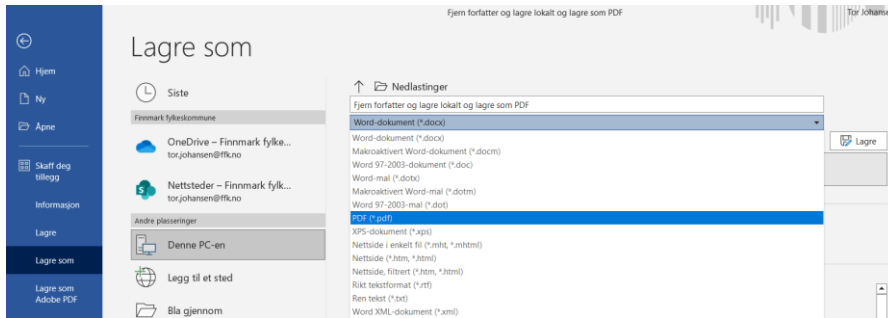 Fjern forfatter og lagre lokalt og lagre som PDF
Tor Johanse
Lagre som
Hjem
Ny
Åpne
Skaff deg
tillegg
Informasjon
Lagre
Lagre som
Lagre som
Adobe PDF
Siste
Finnmark fylkeskommune
OneDrive – Finnmark fylke...
tor.johansen@ffk.no
Nettsteder – Finnmark fylk...
tor.johansen@ffk.no
Andre plasseringer
Denne PC-en
Legg til et sted
Bla gjennom
Nedlastinger
Fjern forfatter og lagre lokalt og lagre som PDF
Word-dokument (*.docx)
Lagre
Word-dokument (*.docx)
Makroaktivert Word-dokument (*.docm)
Word 97-2003-dokument (*.doc)
Word-mal (*.dotx)
Makroaktivert Word-mal (*.dotm)
Word 97-2003-mal (*.dot)
PDF (*.pdf)
XPS-dokument (*.xps)
Nettside i enkelt fil (*.mht, *.mhtml)
Nettside (*.htm, *.html)
Nettside, filtrert (*.htm, *.html)
Rikt tekstformat (*.rtf)
Ren tekst (*.txt)
Word XML-dokument (*.xml)